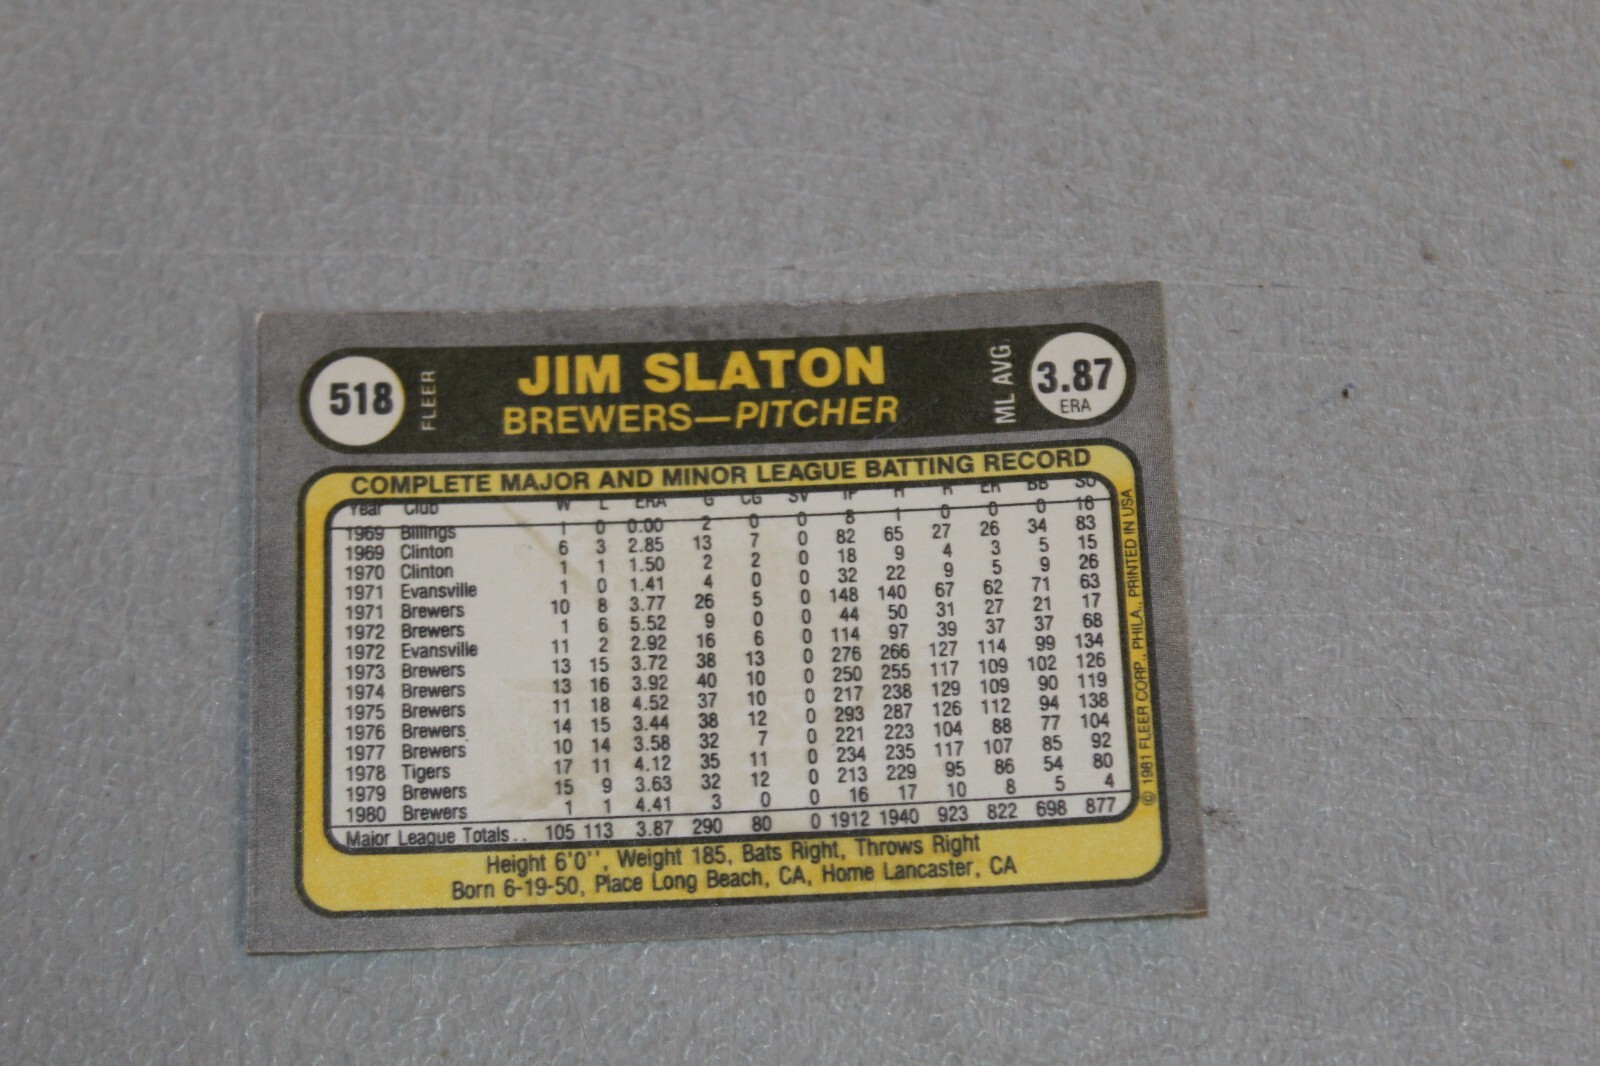 518 FLEER JIM SLATON ML AVG. 3.87 ERA
BREWERS—PITCHER
COMPLETE MAJOR AND MINOR LEAGUE BATTING RECORD
Year Club W L ERA G CG SV IP H R ER BB SO
1969 Billings 1 0 0.00 2 0 0 8 1 0 0 0 16
1969 Clinton 6 3 2.85 13 7 0 82 65 27 26 34 83
1970 Clinton 1 1 1.50 2 2 0 18 9 4 3 5 15
1971 Evansville 1 0 1.41 4 0 0 32 22 9 5 9 26
1971 Brewers 10 8 3.77 26 5 0 148 140 67 62 71 63
1972 Brewers 1 6 5.52 9 0 0 44 50 31 27 21 17
1972 Evansville 11 2 2.92 16 6 0 114 97 39 37 37 68
1973 Brewers 13 15 3.72 38 13 0 276 266 127 114 99 134
1974 Brewers 13 16 3.92 40 10 0 250 255 117 109 102 126
1975 Brewers 11 18 4.52 37 10 0 217 238 129 109 90 119
1976 Brewers 14 15 3.44 38 12 0 293 287 126 112 94 138
1977 Brewers 10 14 3.58 32 7 0 221 223 104 88 77 104
1978 Tigers 17 11 4.12 35 11 0 234 235 117 107 85 92
1979 Brewers 15 9 3.63 32 12 0 213 229 95 86 54 80
1980 Brewers 1 1 4.41 3 0 0 16 17 10 8 5 4
Major League Totals.. 105 113 3.87 290 80 0 1912 1940 923 822 698 877
Height 6'0'', Weight 185, Bats Right, Throws Right
Born 6-19-50, Place Long Beach, CA, Home Lancaster, CA
© 1981 FLEER CORP., PHILA., PRINTED IN USA